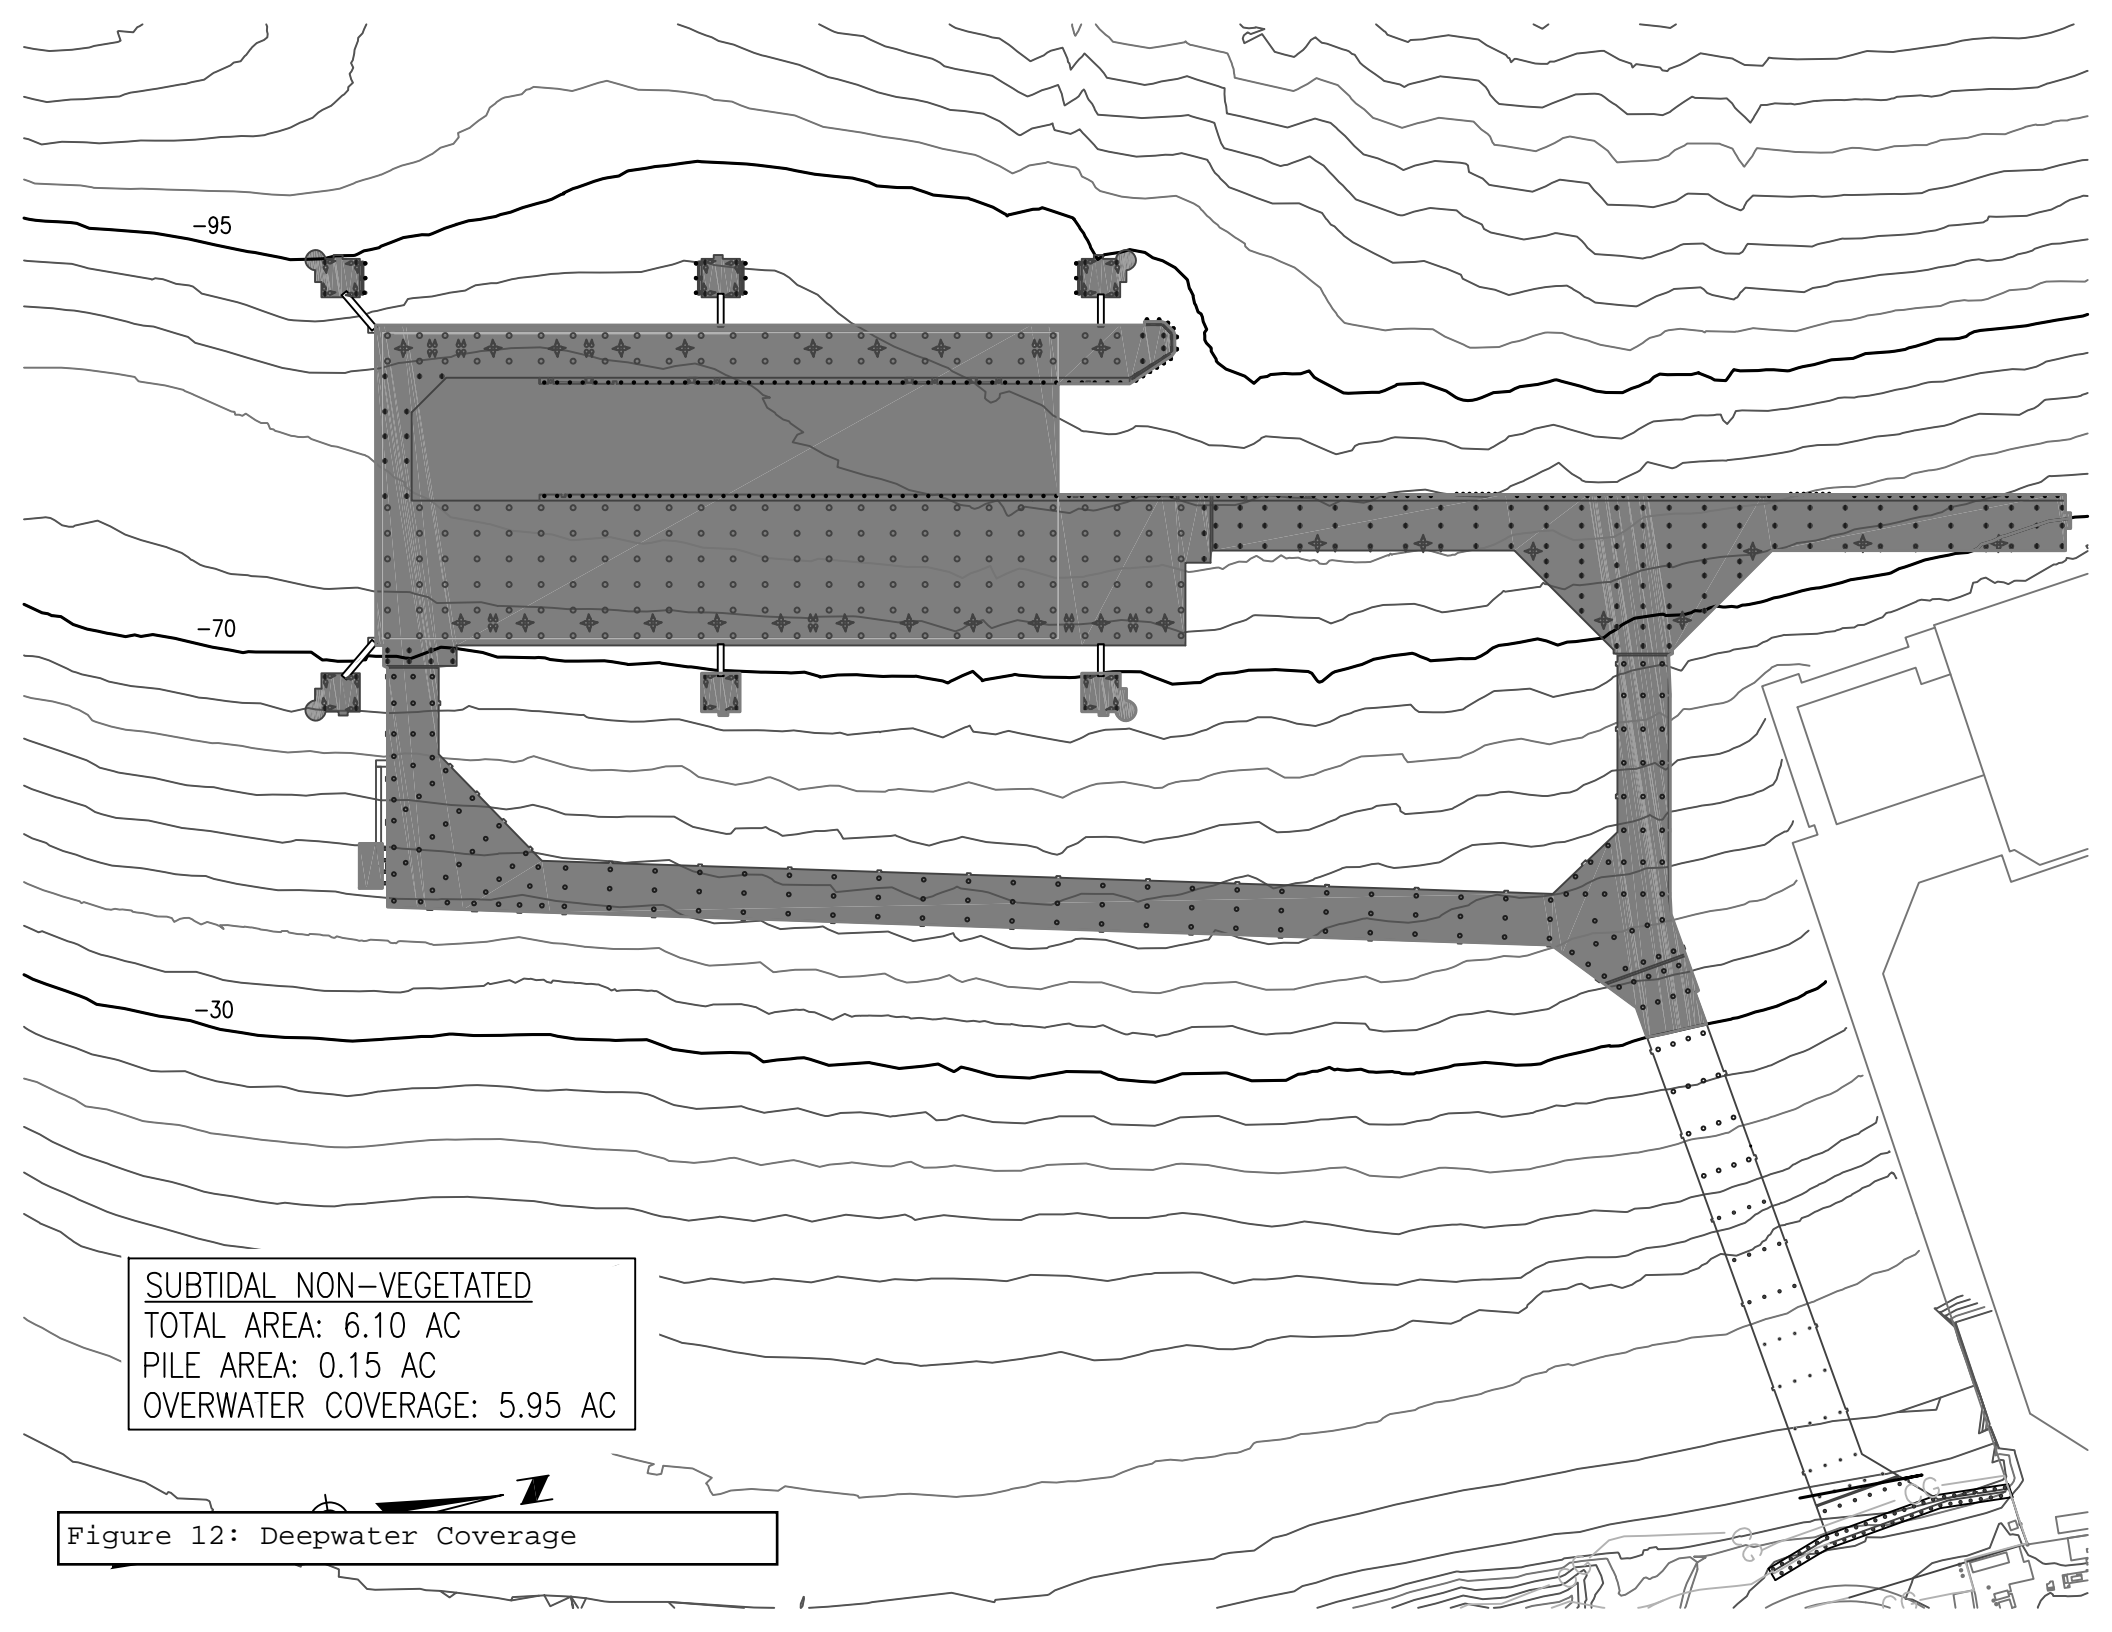 -95
-70
-30
SUBTIDAL NON-VEGETATED
TOTAL AREA: 6.10 AC
PILE AREA: 0.15 AC
OVERWATER COVERAGE: 5.95 AC
Figure 12: Deepwater Coverage